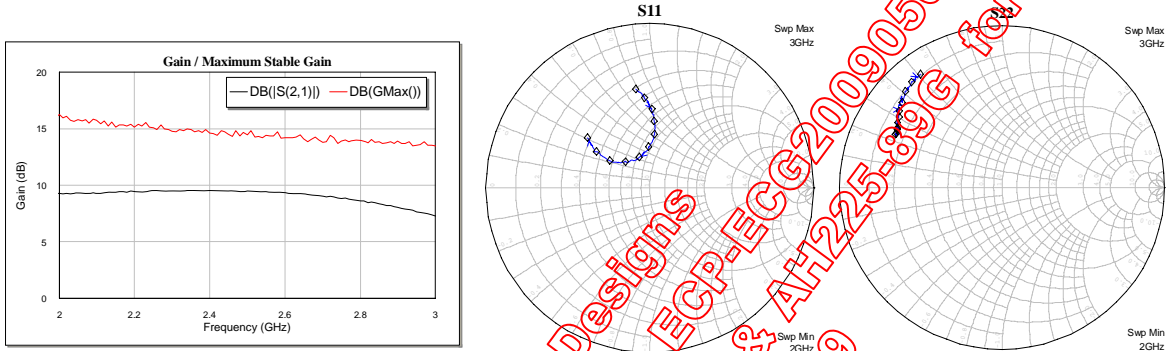 Gain / Maximum Stable Gain
DB(|S(2,1)|)
DB(GMax())
Gain (dB)
20
15
10
5
0
2
2.2
2.4
2.6
2.8
3
Frequency (GHz)
S11
Swp Max
3GHz
Swp Min
2GHz
S22
Swp Max
3GHz
Swp Min
2GHz
Designs
ECP-ECG200905
for
& AH225-89G